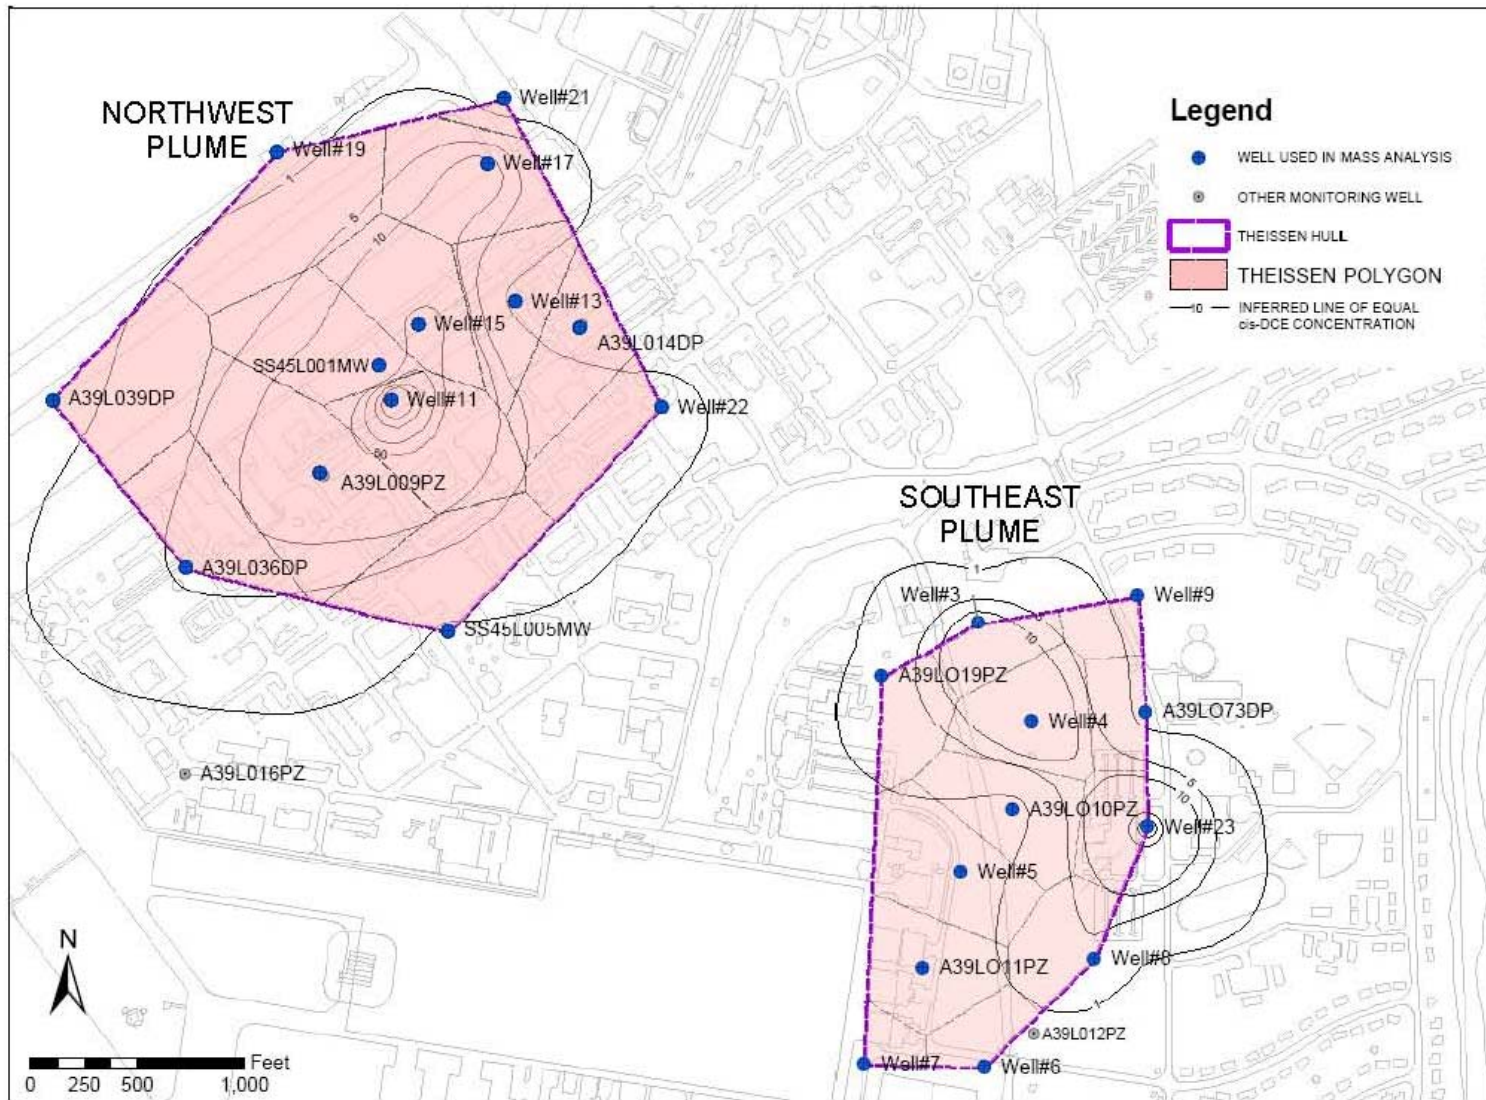 NORTHWEST
PLUME
Well#21
Well#19
Well#17
1
5
10
Well#13
Well#15
A39L014DP
SS45L001MW
Well#11
A39L039DP
Well#22
50
A39L009PZ
A39L036DP
SS45L005MW
A39L016PZ
Legend
WELL USED IN MASS ANALYSIS
OTHER MONITORING WELL
THEISSEN HULL
THEISSEN POLYGON
10
INFERRED LINE OF EQUAL
cis-DCE CONCENTRATION
SOUTHEAST
PLUME
1
Well#3
Well#9
10
A39LO19PZ
A39LO73DP
Well#4
5
10
A39LO10PZ
Well#23
Well#5
Well#8
A39LO11PZ
1
A39L012PZ
Well#7
Well#6
N
Feet
0 250 500 1,000